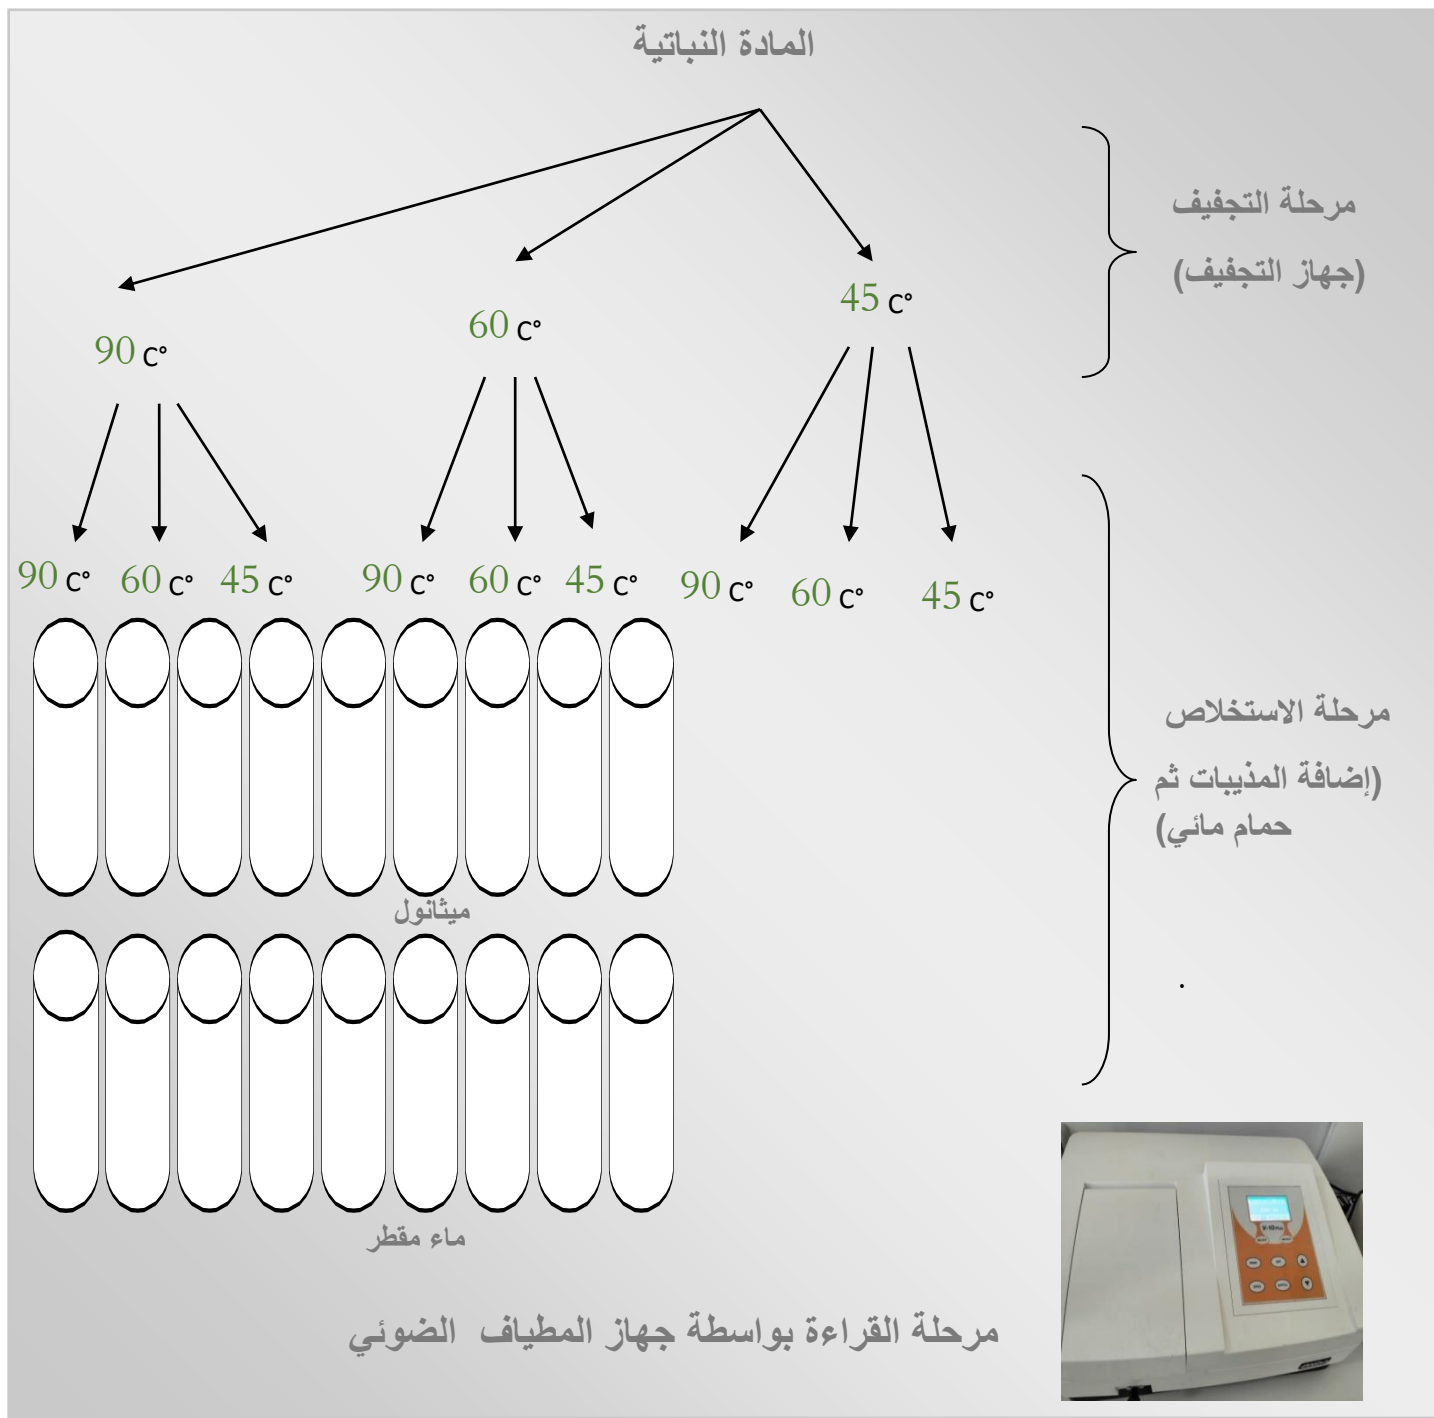 المادة النباتية
مرحلة التجفيف
(جهاز التجفيف)
45 C°
60 C°
90 C°
90 C° 60 C° 45 C° 90 C° 60 C° 45 C° 90 C° 60 C° 45 C°
مرحلة الاستخلاص
(إضافة المذيبات ثم
حمام مائي)
ميثانول
.
ماء مقطر
V-10
مرحلة القراءة بواسطة جهاز المطياف الضوئي